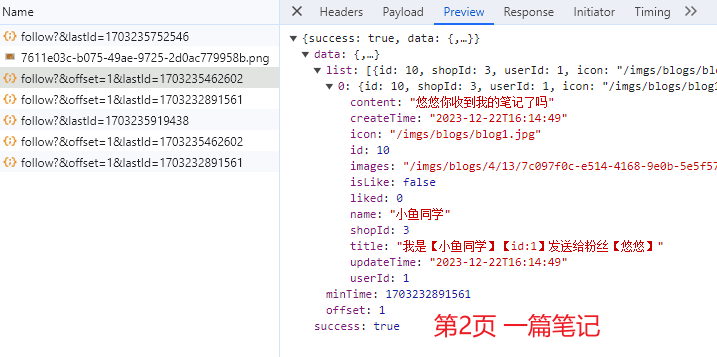 Name
follow?&lastId=1703235752546
7611e03c-b075-49ae-9725-2d0ac779958b.png
follow?&offset=1&lastId=1703235462602
follow?&offset=1&lastId=1703232891561
follow?&lastId=1703235919438
follow?&offset=1&lastId=1703235462602
follow?&offset=1&lastId=1703232891561
Headers Payload Preview Response Initiator Timing
{success: true, data: {,…}}
data: {,…}
list: [{id: 10, shopId: 3, userId: 1, icon: "/imgs/blogs/blo
0: {id: 10, shopId: 3, userId: 1, icon: "/imgs/blogs/blog1
content: "悠悠你收到我的笔记了吗"
createTime: "2023-12-22T16:14:49"
icon: "/imgs/blogs/blog1.jpg"
id: 10
images: "/imgs/blogs/4/13/7c097f0c-e514-4168-9e0b-5e5f57
isLike: false
liked: 0
name: "小鱼同学"
shopId: 3
title: "我是【小鱼同学】【id:1】发送给粉丝【悠悠】"
updateTime: "2023-12-22T16:14:49"
userId: 1
minTime: 1703232891561
offset: 1
success: true
第2页 一篇笔记